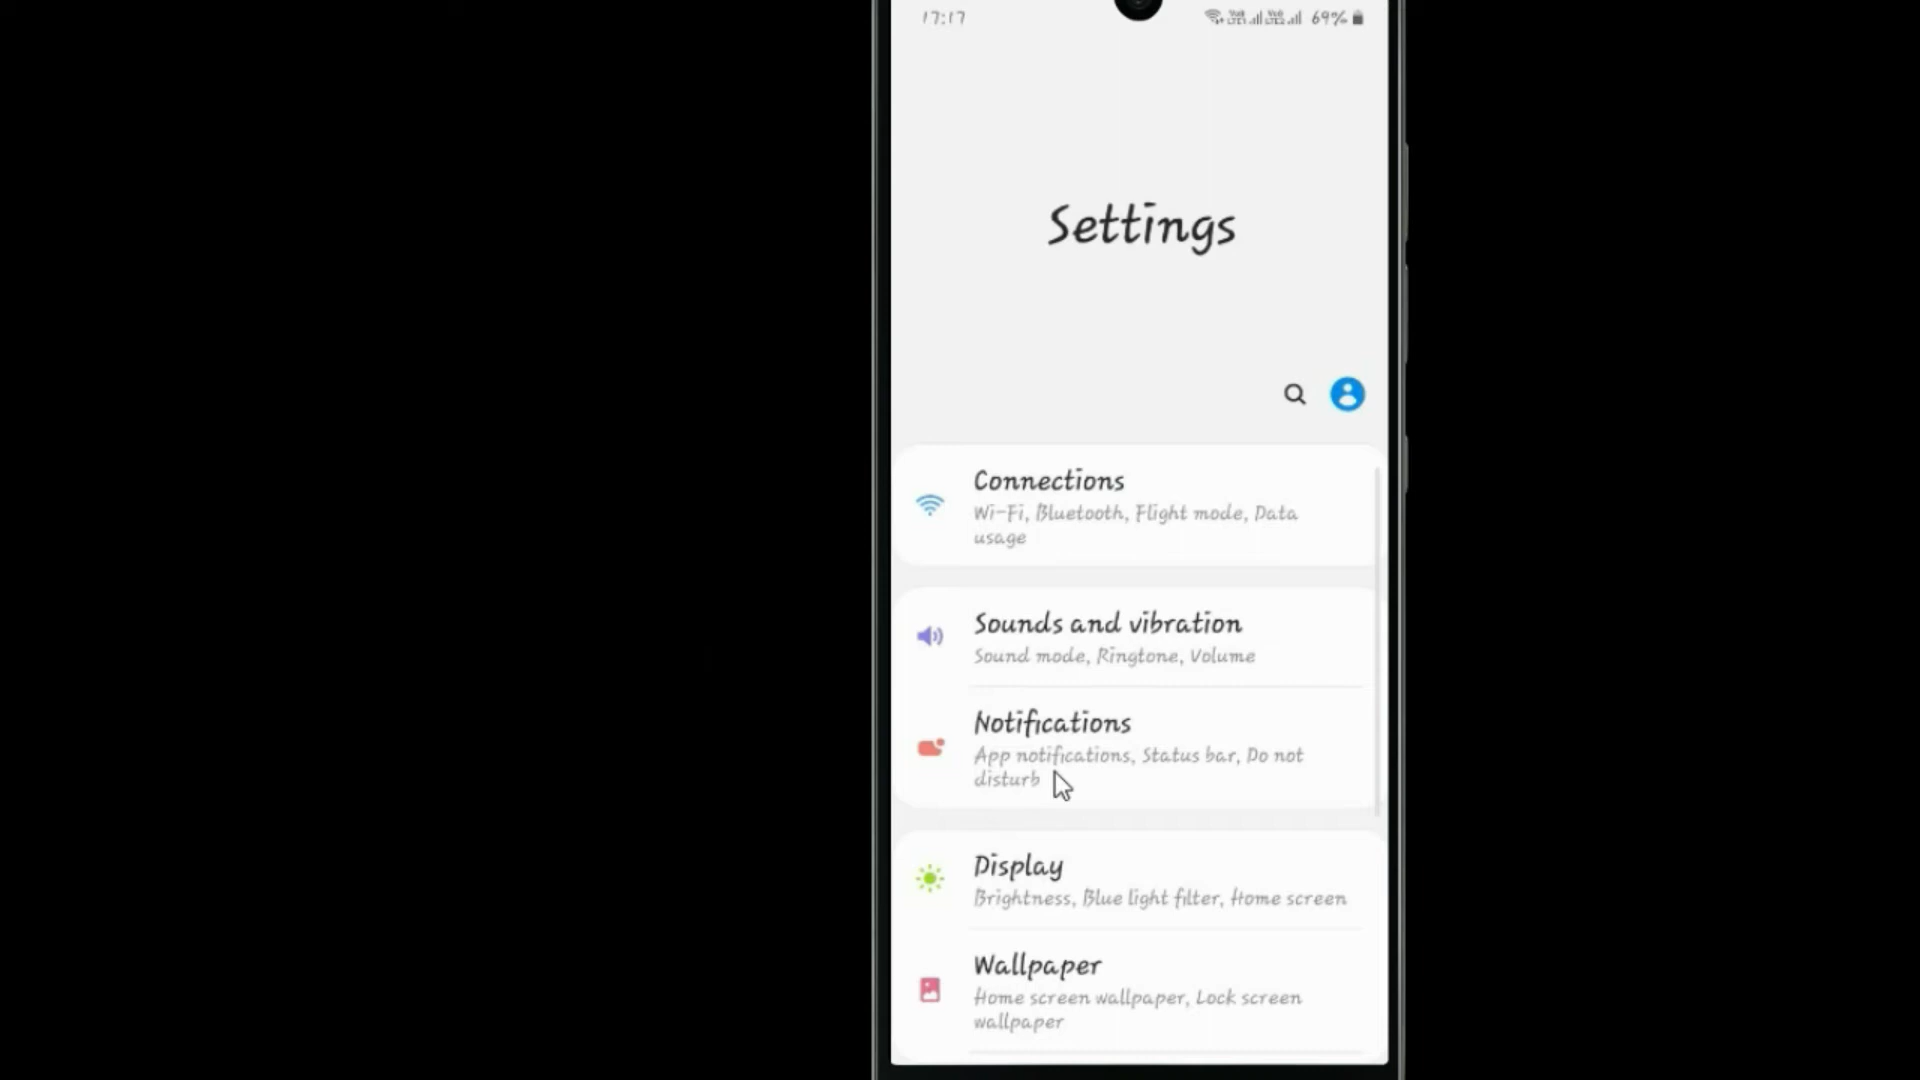 17:17
69%
Settings
Connections
Wi-Fi, Bluetooth, Flight mode, Data
usage
Sounds and vibration
Sound mode, Ringtone, Volume
Notifications
App notifications, Status bar, Do not
disturb
Display
Brightness, Blue light filter, Home screen
Wallpaper
Home screen wallpaper, Lock screen
wallpaper